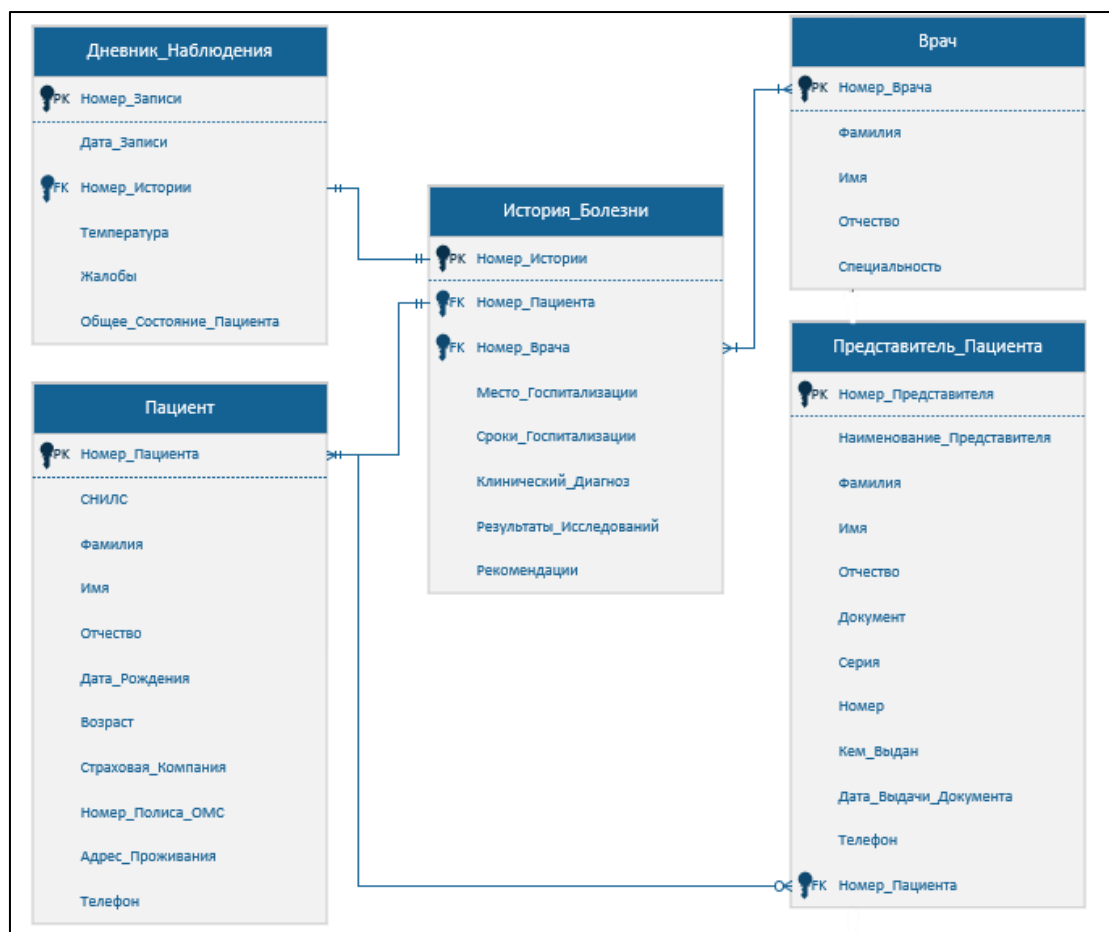 Дневник_Наблюдения
PK Номер_Записи
Дата_Записи
FK Номер_Истории
Температура
Жалобы
Общее_Состояние_Пациента
Пациент
PK Номер_Пациента
СНИЛС
Фамилия
Имя
Отчество
Дата_Рождения
Возраст
Страховая_Компания
Номер_Полиса_ОМС
Адрес_Проживания
Телефон
История_Болезни
PK Номер_Истории
FK Номер_Пациента
FK Номер_Врача
Место_Госпитализации
Сроки_Госпитализации
Клинический_Диагноз
Результаты_Исследований
Рекомендации
Врач
PK Номер_Врача
Фамилия
Имя
Отчество
Специальность
Представитель_Пациента
PK Номер_Представителя
Наименование_Представителя
Фамилия
Имя
Отчество
Документ
Серия
Номер
Кем_Выдан
Дата_Выдачи_Документа
Телефон
FK Номер_Пациента